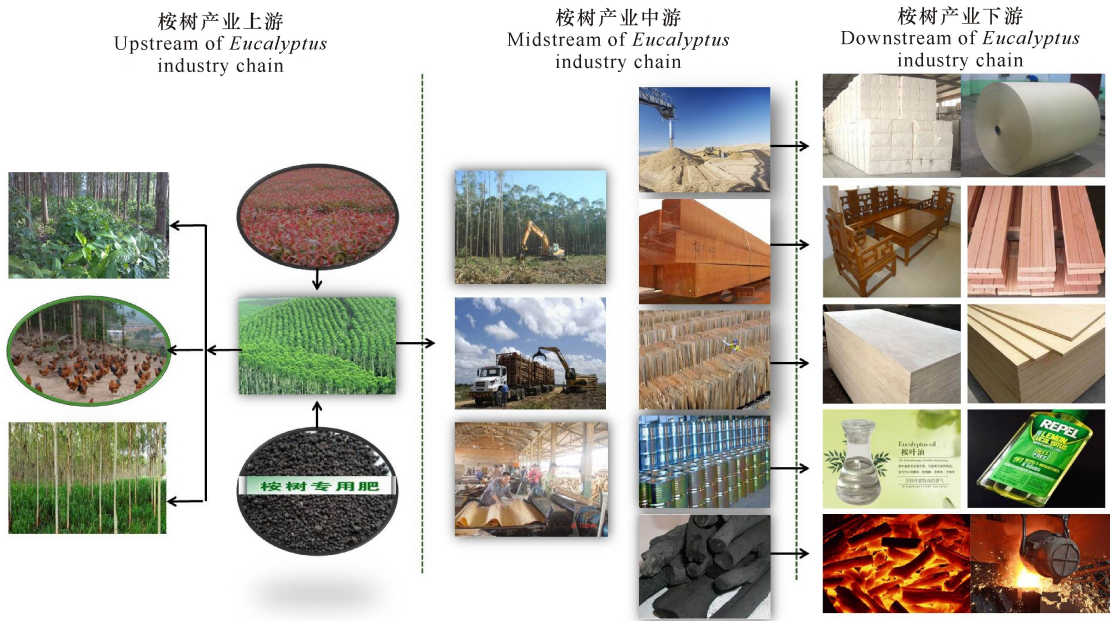 桉树产业上游
Upstream of Eucalyptus
industry chain
桉树产业中游
Midstream of Eucalyptus
industry chain
桉树产业下游
Downstream of Eucalyptus
industry chain
桉树专用肥
Eucalyptus oil
桉叶油
REPEL
LEMON
EUCALYPTUS